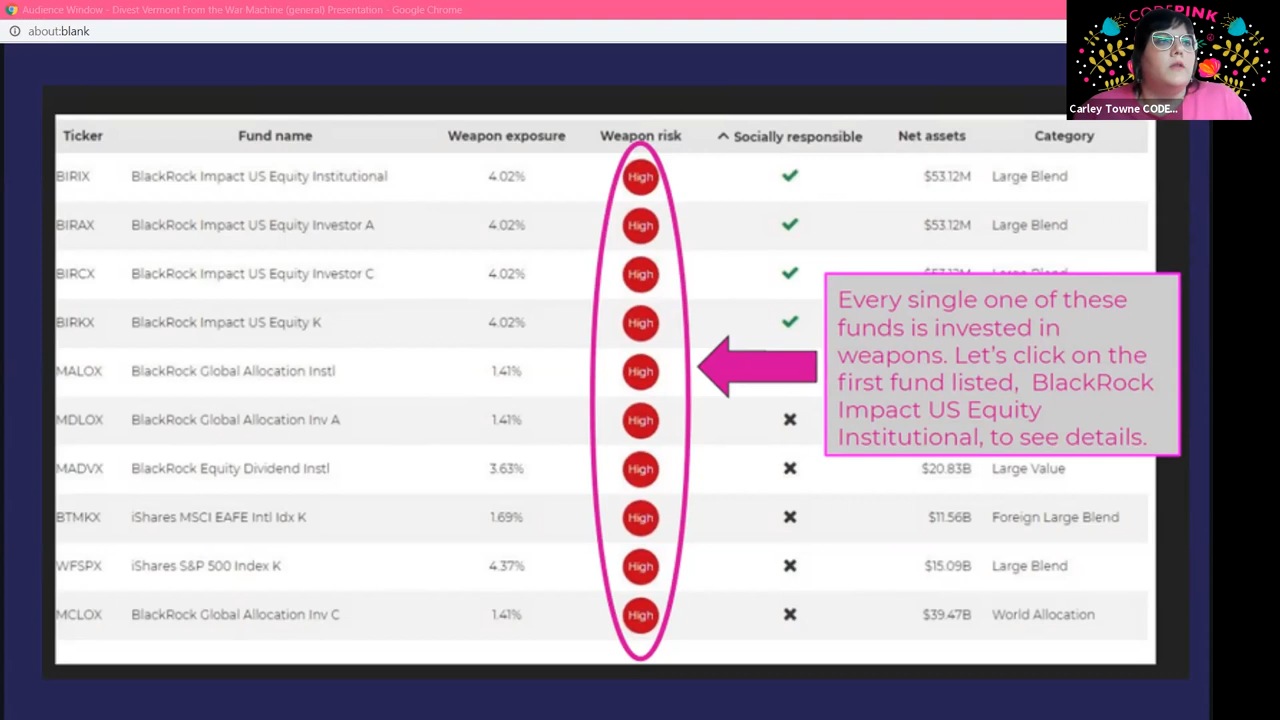 Audience Window - Divest Vermont From the War Machine (general) Presentation - Google Chrome
about:blank
CODEPINK
Carley Towne CODE...
Ticker Fund name Weapon exposure Weapon risk Socially responsible Net assets Category
BIRIX BlackRock Impact US Equity Institutional 4.02% High $53.12M Large Blend
BIRAX BlackRock Impact US Equity Investor A 4.02% High $53.12M Large Blend
BIRCX BlackRock Impact US Equity Investor C 4.02% High
BIRKX BlackRock Impact US Equity K 4.02% High
MALOX BlackRock Global Allocation Instl 1.41% High
MDLOX BlackRock Global Allocation Inv A 1.41% High
MADVX BlackRock Equity Dividend Instl 3.63% High $20.83B Large Value
BTMKX iShares MSCI EAFE Intl Idx K 1.69% High $11.56B Foreign Large Blend
WFSPX iShares S&P 500 Index K 4.37% High $15.09B Large Blend
MCLOX BlackRock Global Allocation Inv C 1.41% High $39.47B World Allocation
Every single one of these
funds is invested in
weapons. Let's click on the
first fund listed, BlackRock
Impact US Equity
Institutional, to see details.